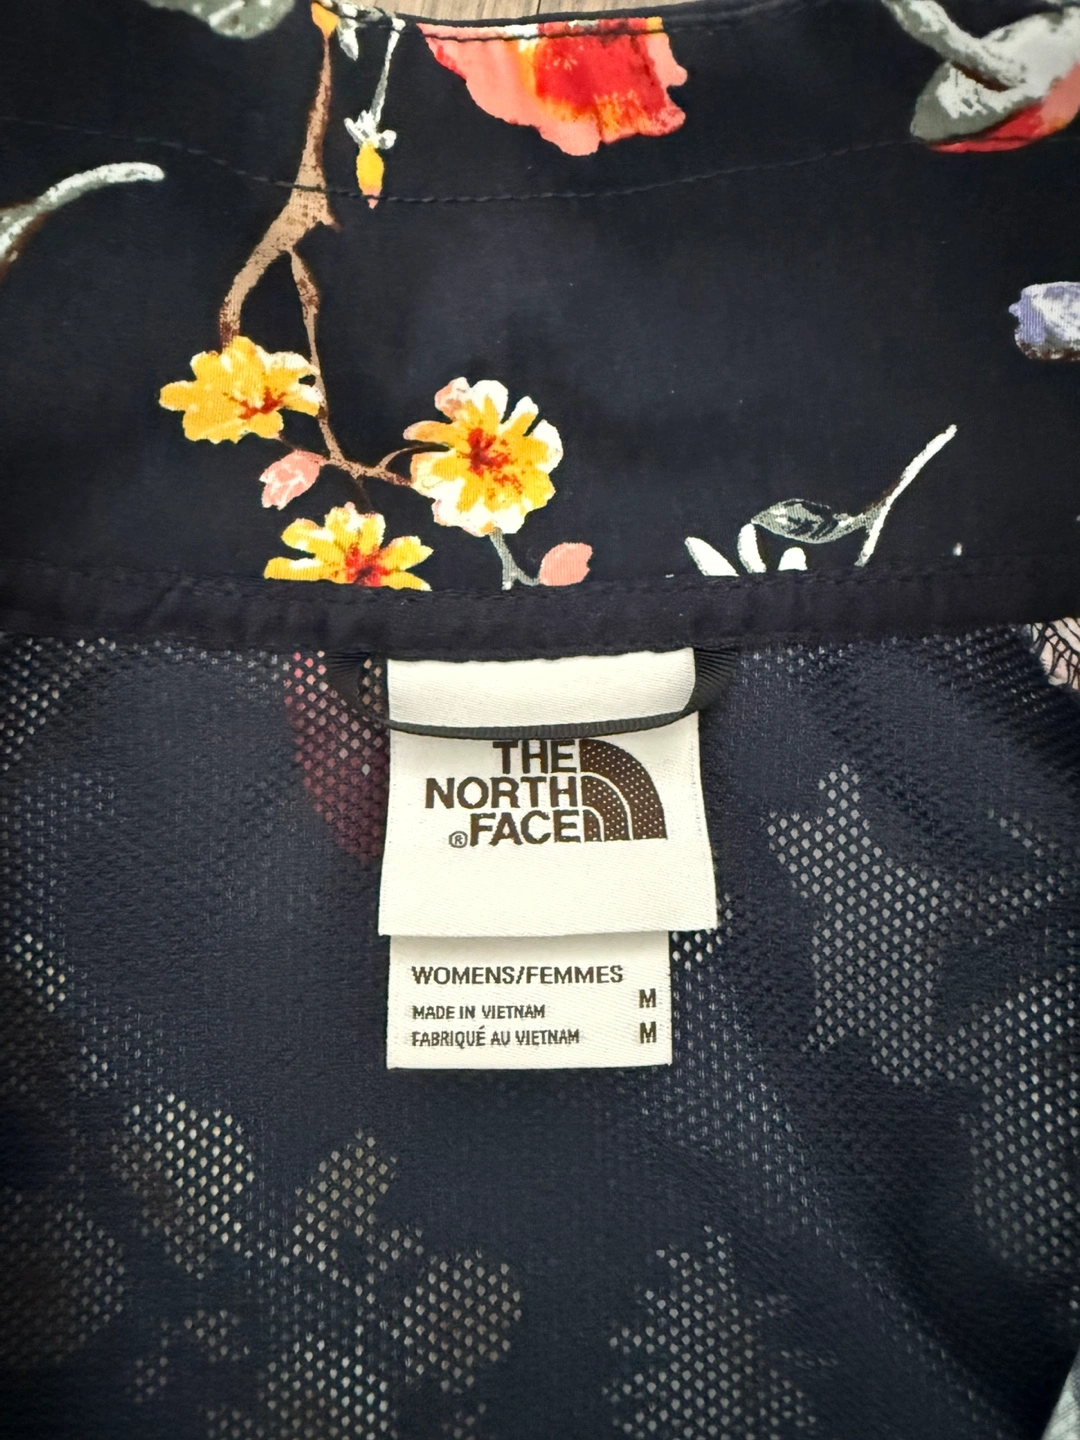 THE
NORTH
®FACE
WOMENS/FEMMES
MADE IN VIETNAM M
FABRIQUÉ AU VIETNAM M